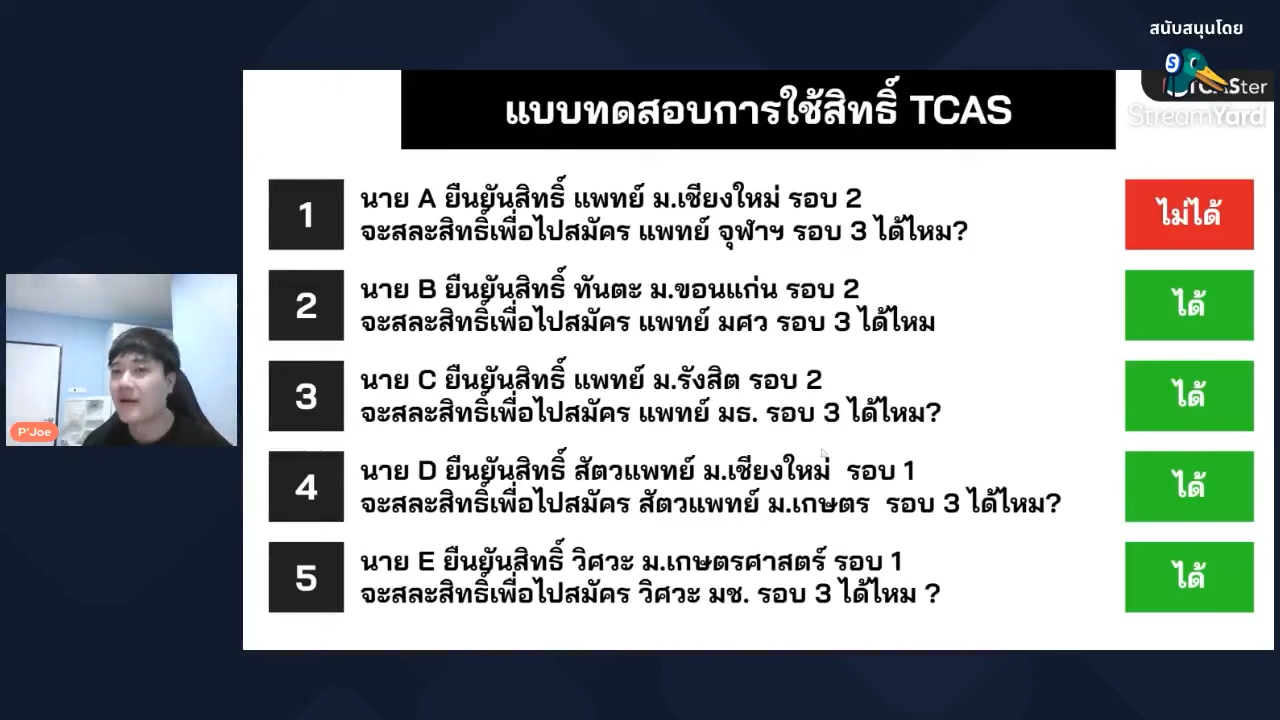 สนับสนุนโดย
StreamYard
แบบทดสอบการใช้สิทธิ์ TCAS
1
นาย A ยืนยันสิทธิ์ แพทย์ ม.เชียงใหม่ รอบ 2
จะสละสิทธิ์เพื่อไปสมัคร แพทย์ จุฬาฯ รอบ 3 ได้ไหม?
ไม่ได้
2
นาย B ยืนยันสิทธิ์ ทันตะ ม.ขอนแก่น รอบ 2
จะสละสิทธิ์เพื่อไปสมัคร แพทย์ มศว รอบ 3 ได้ไหม
ได้
3
นาย C ยืนยันสิทธิ์ แพทย์ ม.รังสิต รอบ 2
จะสละสิทธิ์เพื่อไปสมัคร แพทย์ มธ. รอบ 3 ได้ไหม?
ได้
4
นาย D ยืนยันสิทธิ์ สัตวแพทย์ ม.เชียงใหม่ รอบ 1
จะสละสิทธิ์เพื่อไปสมัคร สัตวแพทย์ ม.เกษตร รอบ 3 ได้ไหม?
ได้
5
นาย E ยืนยันสิทธิ์ วิศวะ ม.เกษตรศาสตร์ รอบ 1
จะสละสิทธิ์เพื่อไปสมัคร วิศวะ มช. รอบ 3 ได้ไหม ?
ได้
P'Joe